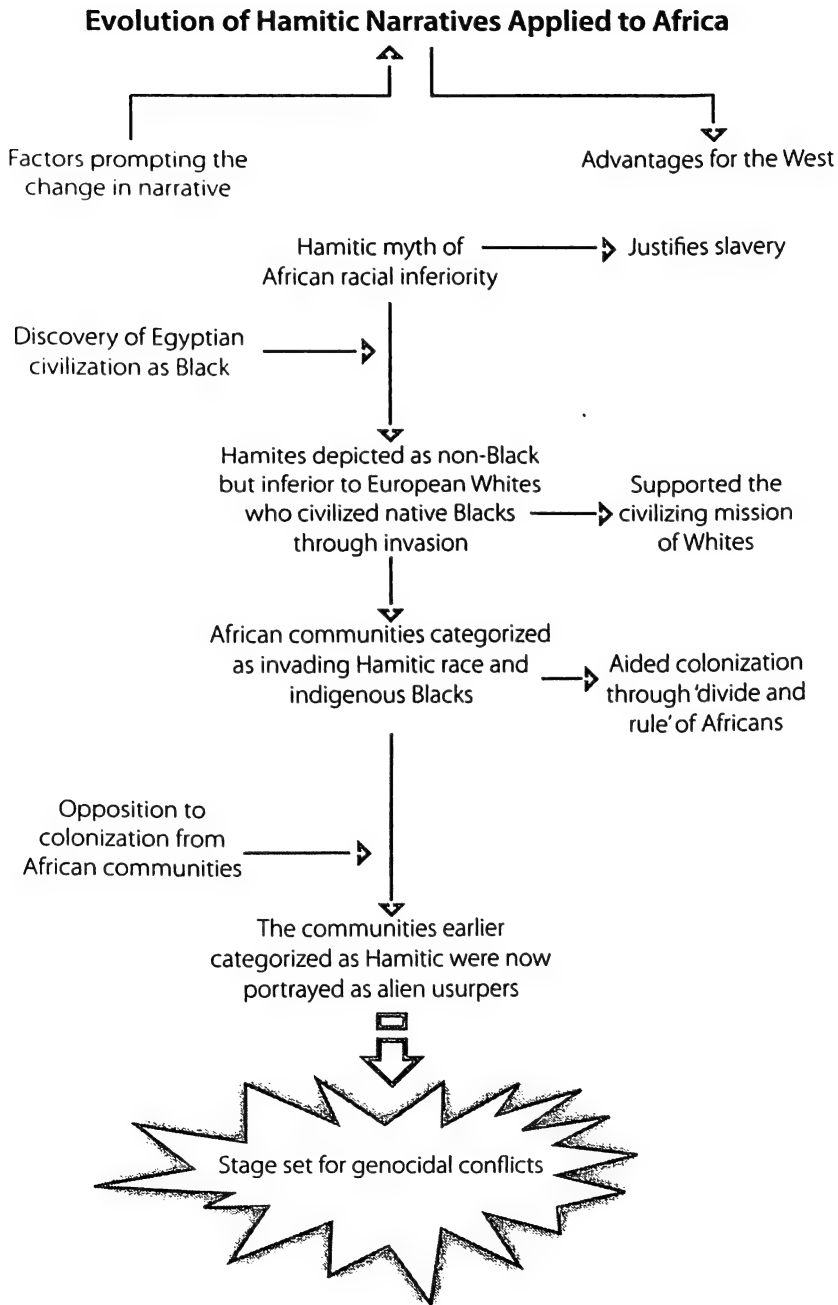 Evolution of Hamitic Narratives Applied to Africa
Factors prompting the
change in narrative
Advantages for the West
Hamitic myth of
African racial inferiority
Justifies slavery
Discovery of Egyptian
civilization as Black
Hamites depicted as non-Black
but inferior to European Whites
who civilized native Blacks
through invasion
Supported the
civilizing mission
of Whites
African communities categorized
as invading Hamitic race and
indigenous Blacks
Aided colonization
through 'divide and
rule' of Africans
Opposition to
colonization from
African communities
The communities earlier
categorized as Hamitic were now
portrayed as alien usurpers
Stage set for genocidal conflicts